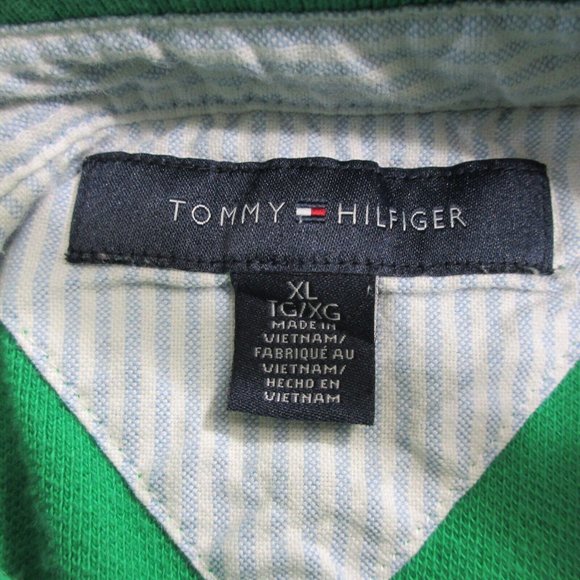 TOMMY HILFIGER
XL
TG/XG
MADE IN
VIETNAM/
FABRIQUÉ AU
VIETNAM/
HECHO EN
VIETNAM